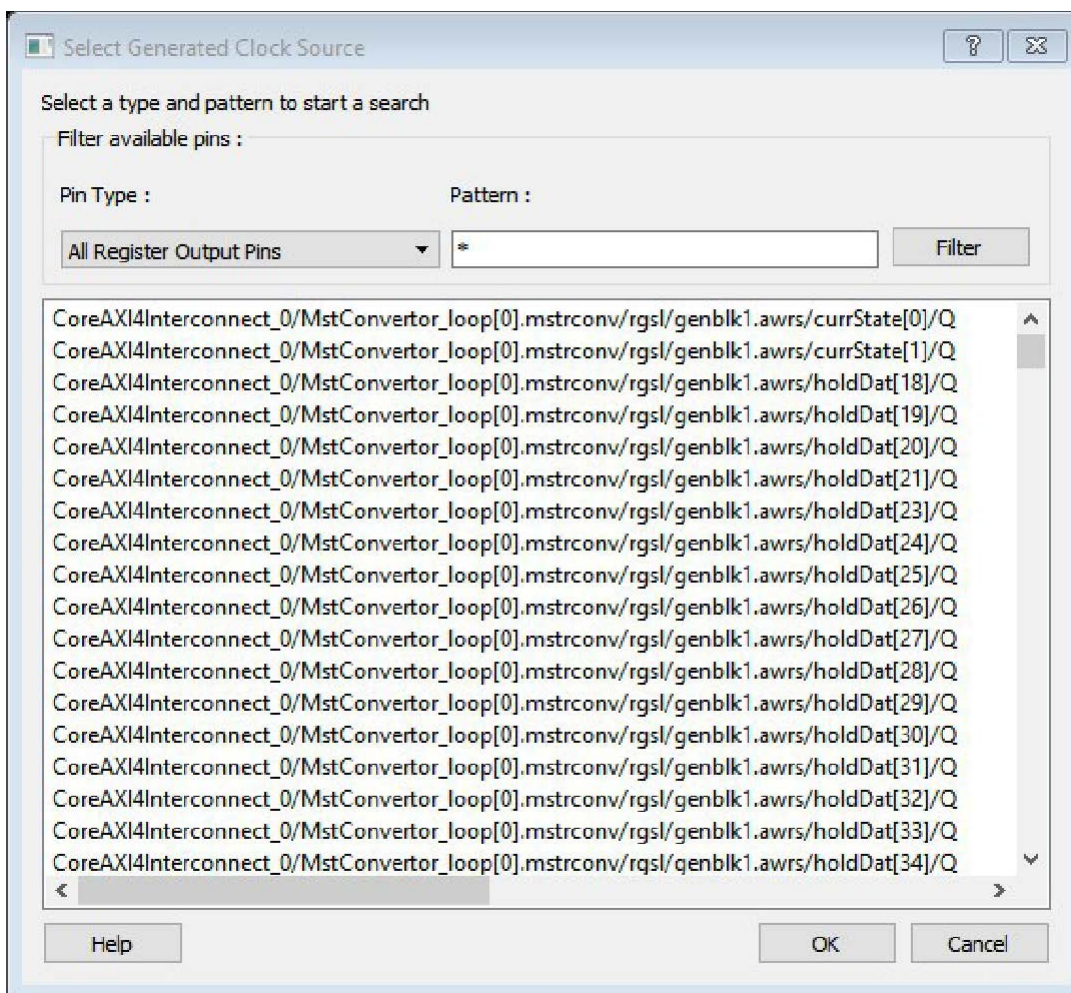 Select Generated Clock Source
Select a type and pattern to start a search
Filter available pins :
Pin Type :
Pattern :
All Register Output Pins
*
Filter
CoreAXI4Interconnect_0/MstConvertor_loop[0].mstrconv/rgsl/genblk1.awrs/currState[0]/Q
CoreAXI4Interconnect_0/MstConvertor_loop[0].mstrconv/rgsl/genblk1.awrs/currState[1]/Q
CoreAXI4Interconnect_0/MstConvertor_loop[0].mstrconv/rgsl/genblk1.awrs/holdDat[18]/Q
CoreAXI4Interconnect_0/MstConvertor_loop[0].mstrconv/rgsl/genblk1.awrs/holdDat[19]/Q
CoreAXI4Interconnect_0/MstConvertor_loop[0].mstrconv/rgsl/genblk1.awrs/holdDat[20]/Q
CoreAXI4Interconnect_0/MstConvertor_loop[0].mstrconv/rgsl/genblk1.awrs/holdDat[21]/Q
CoreAXI4Interconnect_0/MstConvertor_loop[0].mstrconv/rgsl/genblk1.awrs/holdDat[23]/Q
CoreAXI4Interconnect_0/MstConvertor_loop[0].mstrconv/rgsl/genblk1.awrs/holdDat[24]/Q
CoreAXI4Interconnect_0/MstConvertor_loop[0].mstrconv/rgsl/genblk1.awrs/holdDat[25]/Q
CoreAXI4Interconnect_0/MstConvertor_loop[0].mstrconv/rgsl/genblk1.awrs/holdDat[26]/Q
CoreAXI4Interconnect_0/MstConvertor_loop[0].mstrconv/rgsl/genblk1.awrs/holdDat[27]/Q
CoreAXI4Interconnect_0/MstConvertor_loop[0].mstrconv/rgsl/genblk1.awrs/holdDat[28]/Q
CoreAXI4Interconnect_0/MstConvertor_loop[0].mstrconv/rgsl/genblk1.awrs/holdDat[29]/Q
CoreAXI4Interconnect_0/MstConvertor_loop[0].mstrconv/rgsl/genblk1.awrs/holdDat[30]/Q
CoreAXI4Interconnect_0/MstConvertor_loop[0].mstrconv/rgsl/genblk1.awrs/holdDat[31]/Q
CoreAXI4Interconnect_0/MstConvertor_loop[0].mstrconv/rgsl/genblk1.awrs/holdDat[32]/Q
CoreAXI4Interconnect_0/MstConvertor_loop[0].mstrconv/rgsl/genblk1.awrs/holdDat[33]/Q
CoreAXI4Interconnect_0/MstConvertor_loop[0].mstrconv/rgsl/genblk1.awrs/holdDat[34]/Q
Help
OK
Cancel